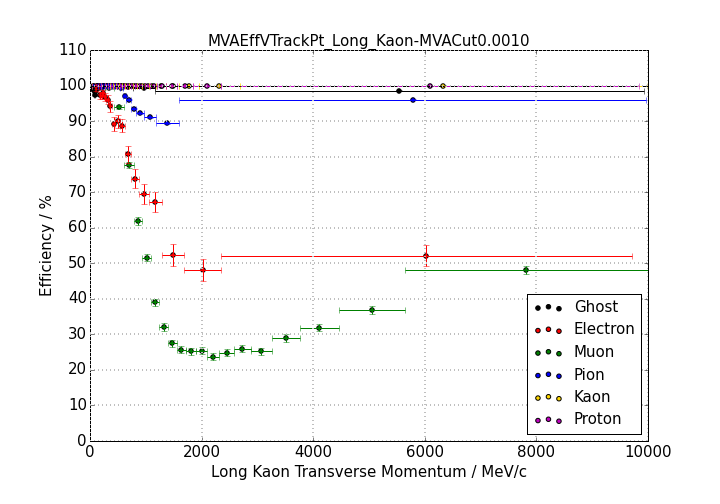 MVAEffVTrackPt_Long_Kaon-MVACut0.0010
110
100
90
80
70
60
50
40
30
20
10
0
Efficiency / %
0 2000 4000 6000 8000 10000
Long Kaon Transverse Momentum / MeV/c
Ghost
Electron
Muon
Pion
Kaon
Proton